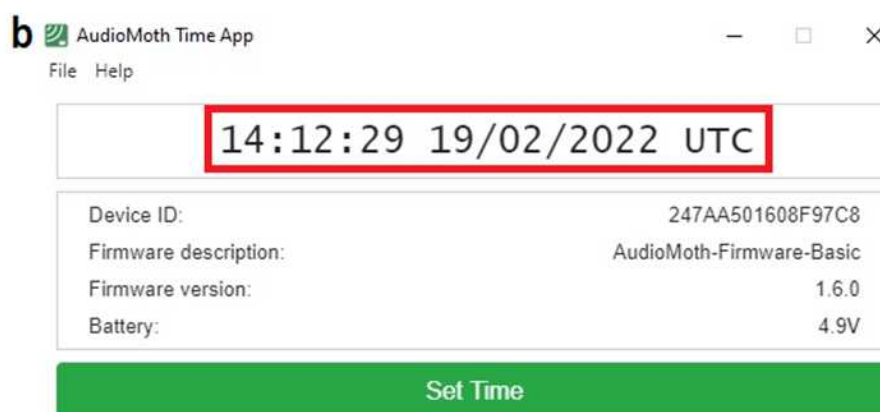 b
AudioMoth Time App
File Help
14:12:29 19/02/2022 UTC
Device ID: 247AA501608F97C8
Firmware description: AudioMoth-Firmware-Basic
Firmware version: 1.6.0
Battery: 4.9V
Set Time